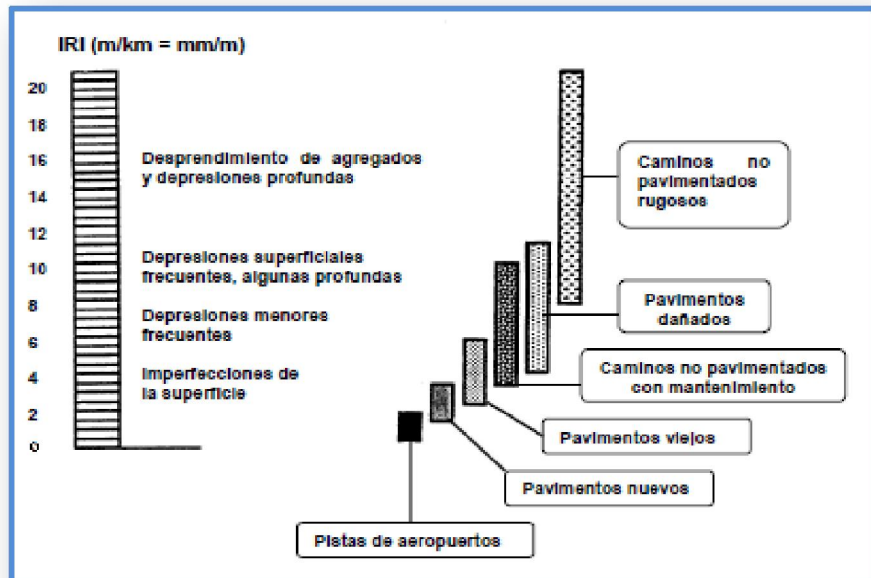 IRI (m/km = mm/m)
20
18
16
14
12
10
8
6
4
2
0
Desprendimiento de agregados
y depresiones profundas
Depresiones superficiales
frecuentes, algunas profundas
Depresiones menores
frecuentes
Imperfecciones de
la superficie
Caminos no
pavimentados
rugosos
Pavimentos
dañados
Caminos no pavimentados
con mantenimiento
Pavimentos viejos
Pavimentos nuevos
Pistas de aeropuertos